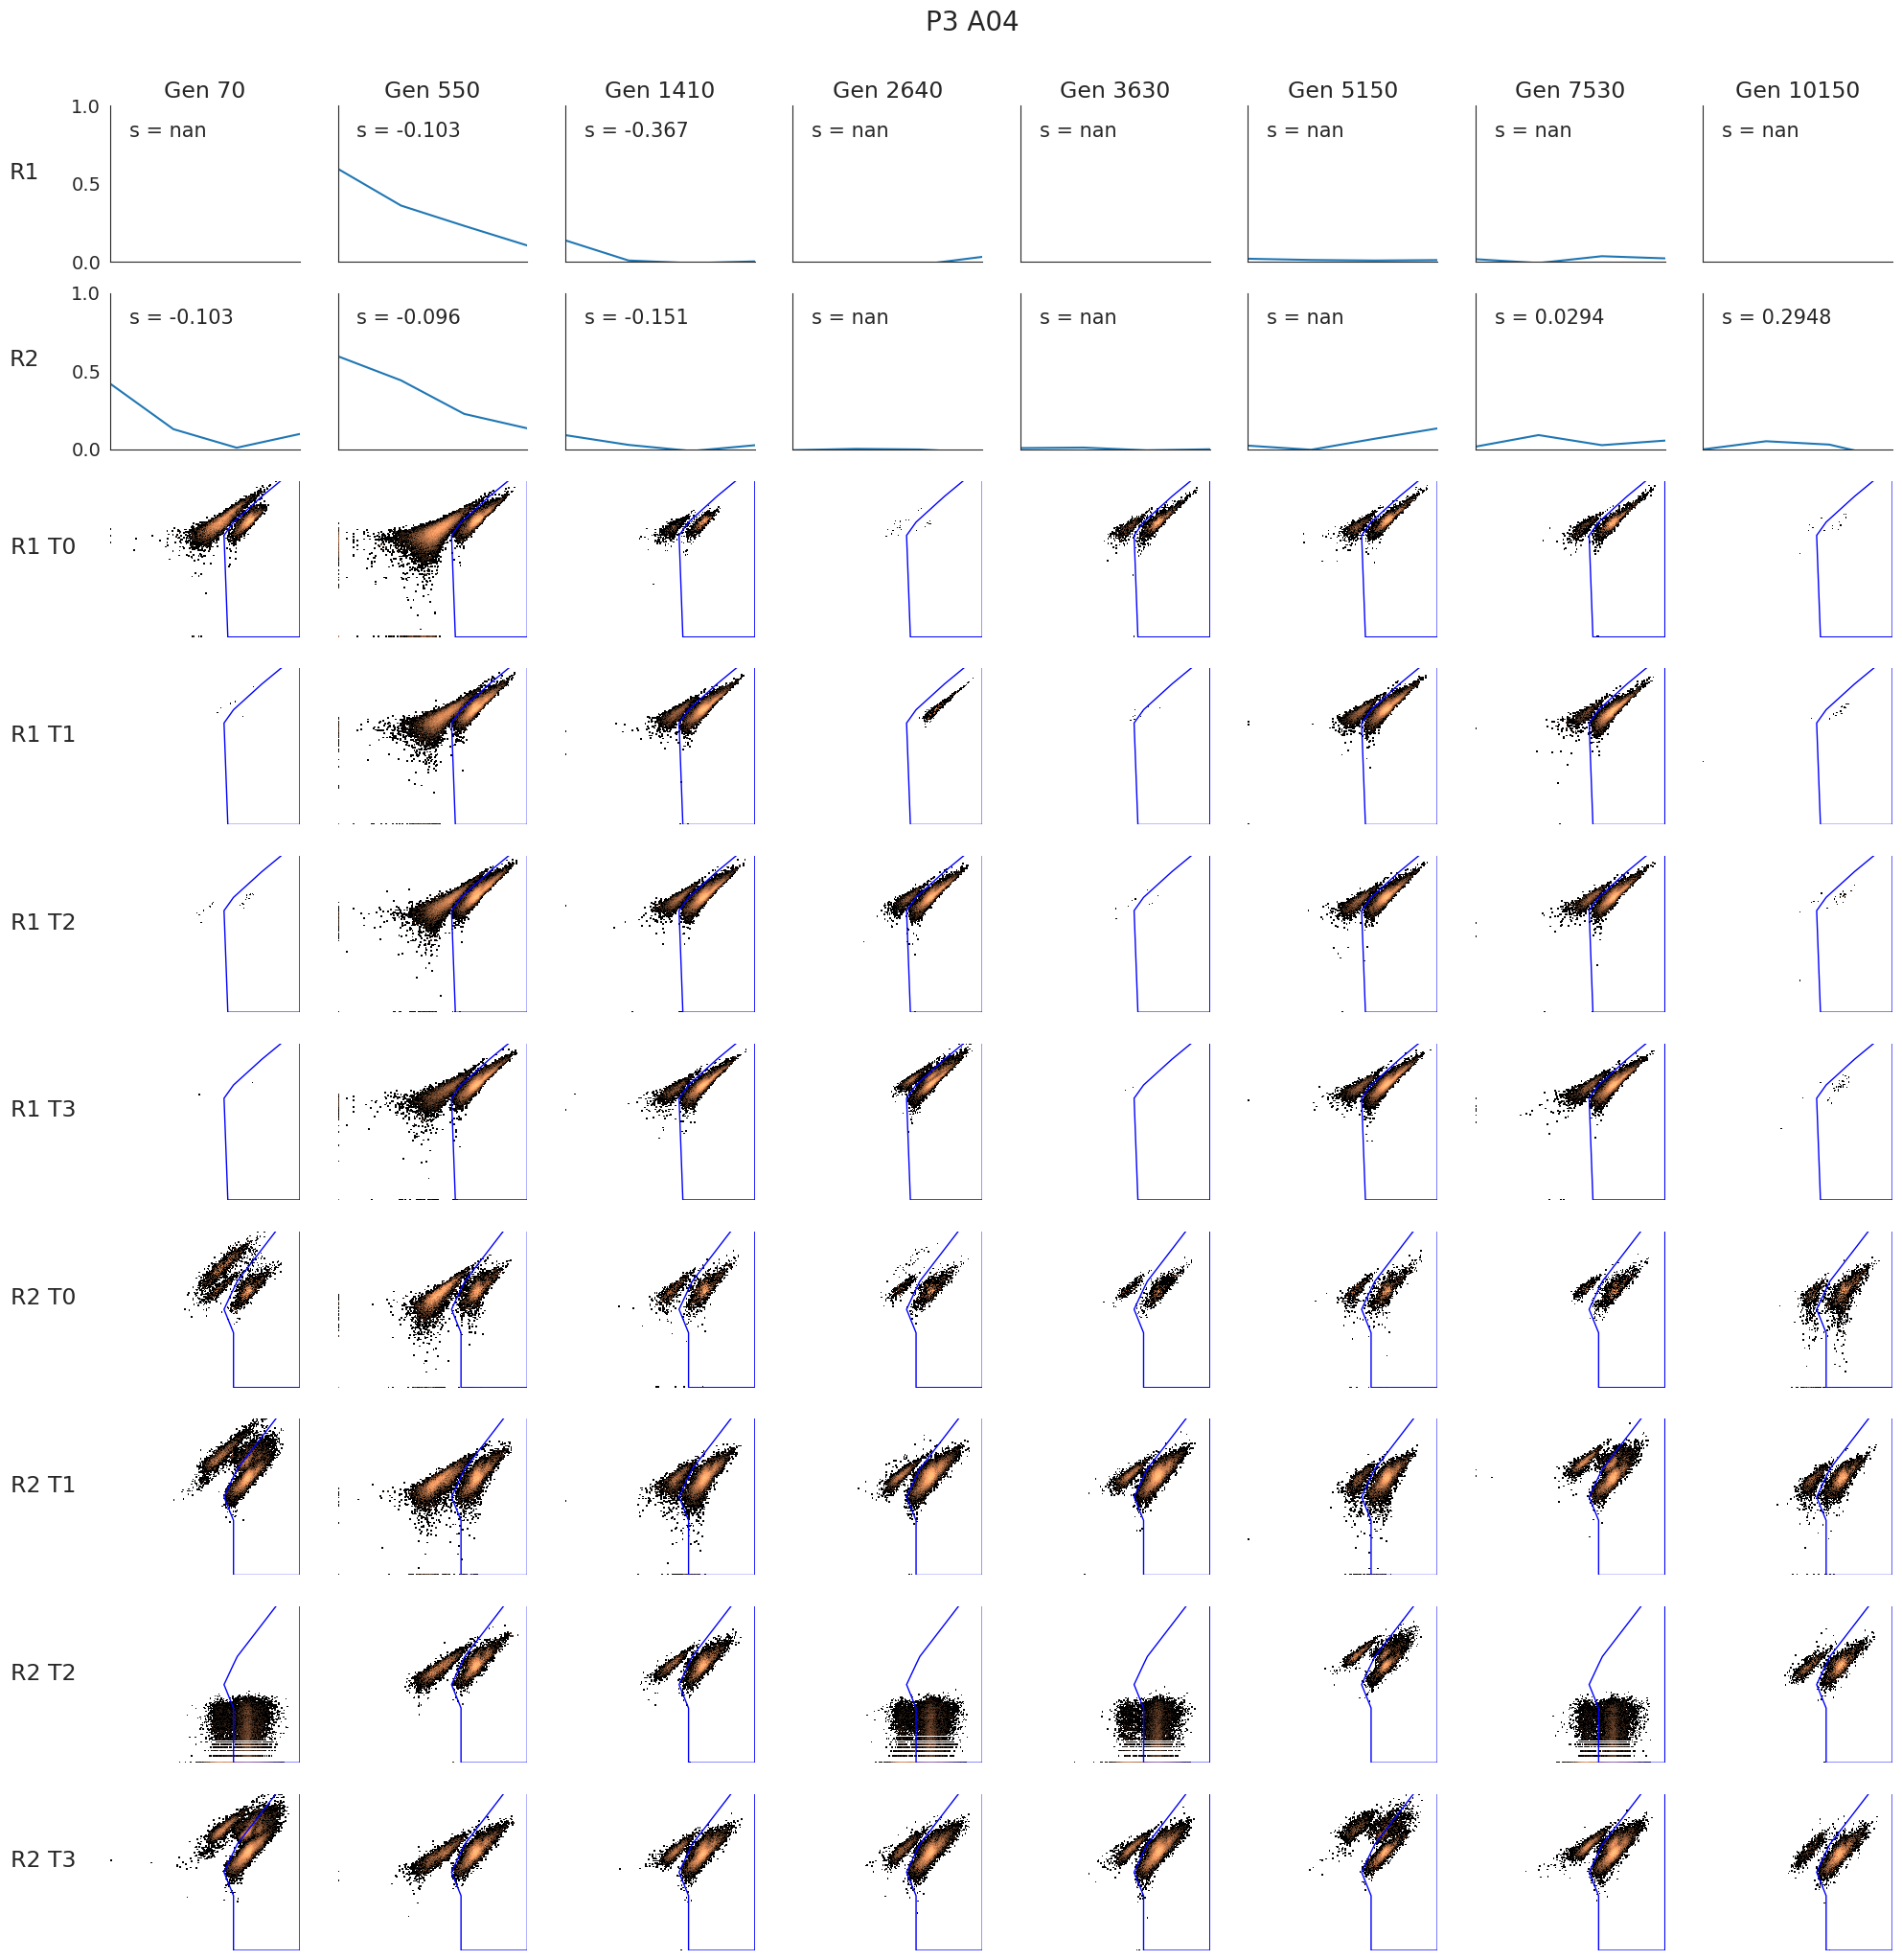 P3 A04
Gen 70 Gen 550 Gen 1410 Gen 2640 Gen 3630 Gen 5150 Gen 7530 Gen 10150
1.0
s = nan s = -0.103 s = -0.367 s = nan s = nan s = nan s = nan s = nan
R1
0.5
0.0
1.0
s = -0.103 s = -0.096 s = -0.151 s = nan s = nan s = nan s = 0.0294 s = 0.2948
R2
0.5
0.0
R1 T0
R1 T1
R1 T2
R1 T3
R2 T0
R2 T1
R2 T2
R2 T3